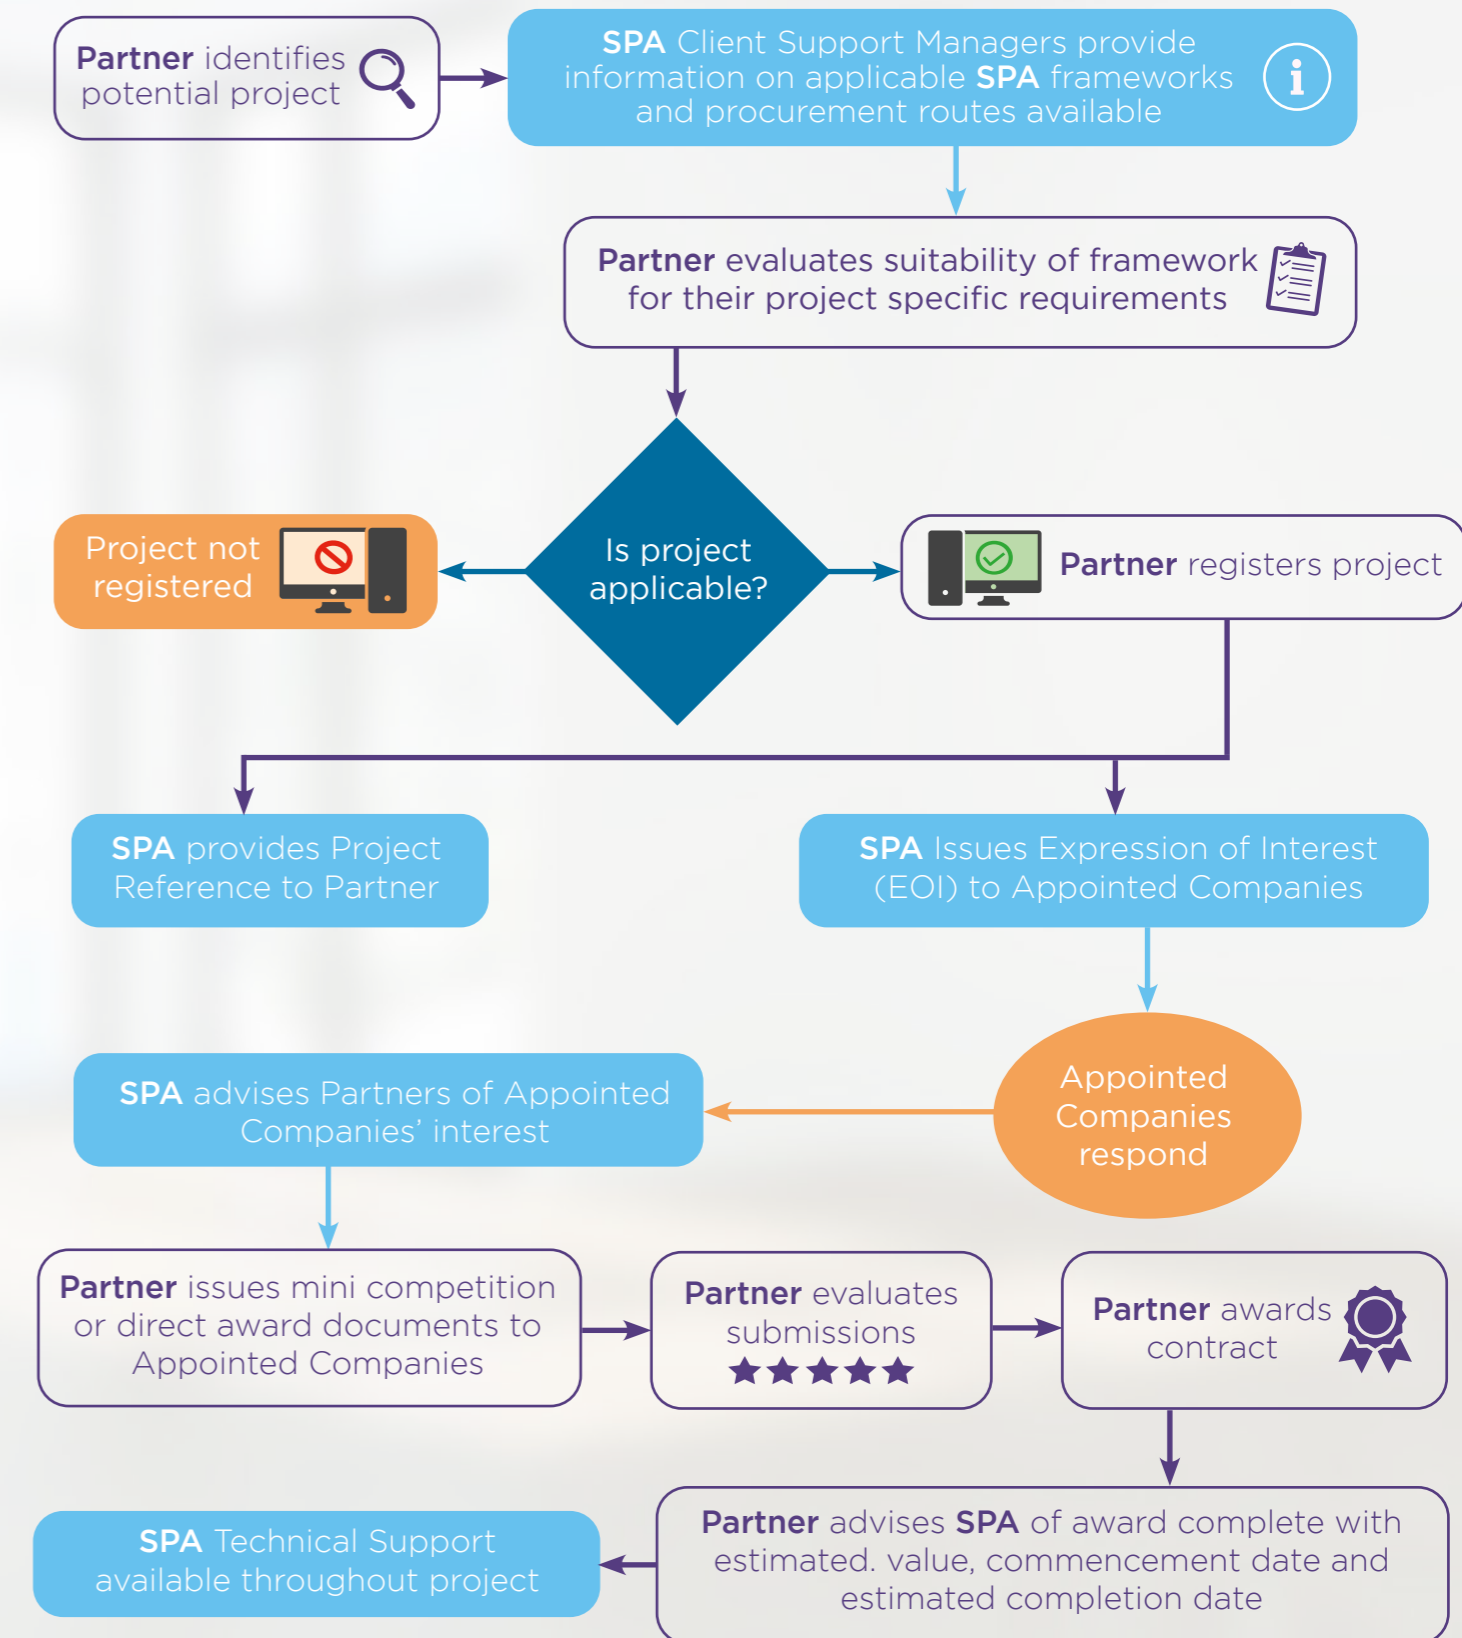 Partner identifies
potential project
SPA Client Support Managers provide
information on applicable SPA frameworks
and procurement routes available
i
Partner evaluates suitability of framework
for their project specific requirements
Is project
applicable?
Project not
registered
Partner registers project
SPA provides Project
Reference to Partner
SPA Issues Expression of Interest
(EOI) to Appointed Companies
Appointed
Companies
respond
SPA advises Partners of Appointed
Companies’ interest
Partner issues mini competition
or direct award documents to
Appointed Companies
Partner evaluates
submissions
Partner awards
contract
Partner advises SPA of award complete with
estimated. value, commencement date and
estimated completion date
SPA Technical Support
available throughout project